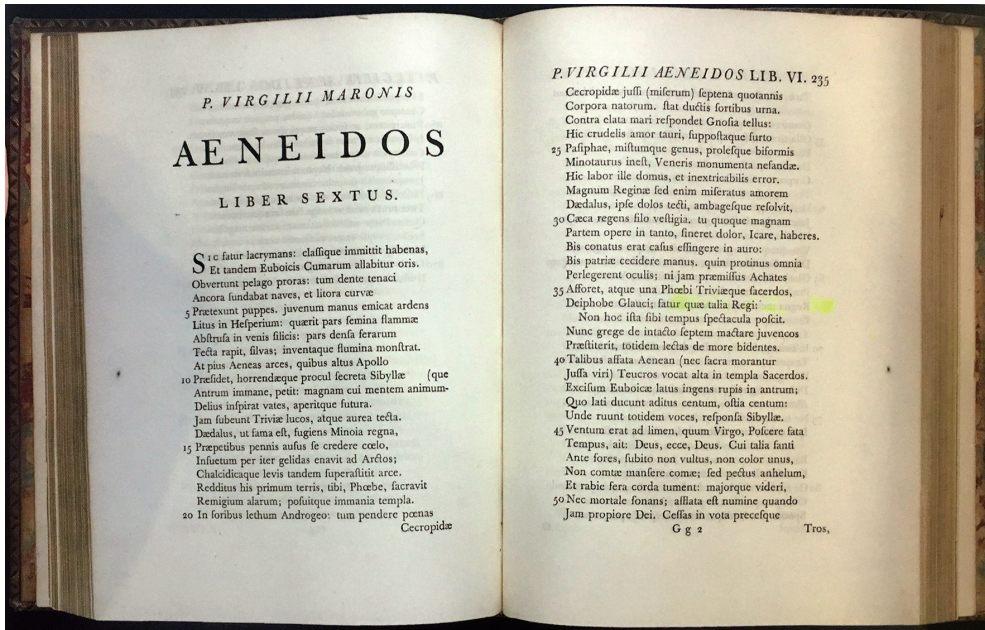 P. VIRGILII MARONIS
AENEIDOS
LIBER SEXTUS.
SIC fatur lacrymans: claſſique immittit habenas,
Et tandem Euboicis Cumarum allabitur oris.
Obvertunt pelago proras: tum dente tenaci
Ancora fundabat naves, et litora curvæ
5 Prætexunt puppes. juvenum manus emicat ardens
Litus in Heſperium: quærit pars ſemina flammæ
Abſtruſa in venis ſilicis: pars denſa ferarum
Tecta rapit, ſilvas; inventaque flumina monſtrat.
At pius Aeneas arces, quibus altus Apollo
10 Præſidet, horrendæque procul ſecreta Sibyllæ (que
Antrum immane, petit: magnam cui mentem animum-
Delius inſpirat vates, aperitque futura.
Jam ſubeunt Triviæ lucos, atque aurea tecta.
Dædalus, ut fama eſt, fugiens Minoia regna,
15 Præpetibus pennis auſus ſe credere cœlo,
Inſuetum per iter gelidas enavit ad Arctos;
Chalcidicaque levis tandem ſuperaſtitit arce.
Redditus his primum terris, tibi, Phœbe, ſacravit
Remigium alarum; poſuitque immania templa.
20 In foribus lethum Androgeo: tum pendere pœnas
Cecropidæ
P. VIRGILII AENEIDOS LIB. VI. 235
Cecropidæ juſſi (miſerum) ſeptena quotannis
Corpora natorum. ſtat ductis ſortibus urna.
Contra elata mari reſpondet Gnoſia tellus:
Hic crudelis amor tauri, ſuppoſtaque furto
25 Paſiphae, miſtumque genus, proleſque biformis
Minotaurus ineſt, Veneris monumenta nefandæ.
Hic labor ille domus, et inextricabilis error.
Magnum Reginæ ſed enim miſeratus amorem
Dædalus, ipſe dolos tecti, ambageſque reſolvit,
30 Cæca regens filo veſtigia. tu quoque magnam
Partem opere in tanto, ſineret dolor, Icare, haberes.
Bis conatus erat caſus effingere in auro:
Bis patriæ cecidere manus. quin protinus omnia
Perlegerent oculis; ni jam præmiſſus Achates
35 Afforet, atque una Phœbi Triviæque ſacerdos,
Deiphobe Glauci; fatur quæ talia Regi:
Non hoc iſta ſibi tempus ſpectacula poſcit.
Nunc grege de intacto ſeptem mactare juvencos
Præſtiterit, totidem lectas de more bidentes.
40 Talibus affata Aenean (nec ſacra morantur
Juſſa viri) Teucros vocat alta in templa Sacerdos.
Exciſum Euboicæ latus ingens rupis in antrum;
Quo lati ducunt aditus centum, oſtia centum:
Unde ruunt totidem voces, reſponſa Sibyllæ.
45 Ventum erat ad limen, quum Virgo, Poſcere fata
Tempus, ait: Deus, ecce, Deus. Cui talia fanti
Ante fores, ſubito non vultus, non color unus,
Non comtæ manſere comæ; ſed pectus anhelum,
Et rabie fera corda tument: majorque videri,
50 Nec mortale ſonans; afflata eſt numine quando
Jam propiore Dei. Ceſſas in vota preceſque
G g 2 Tros,